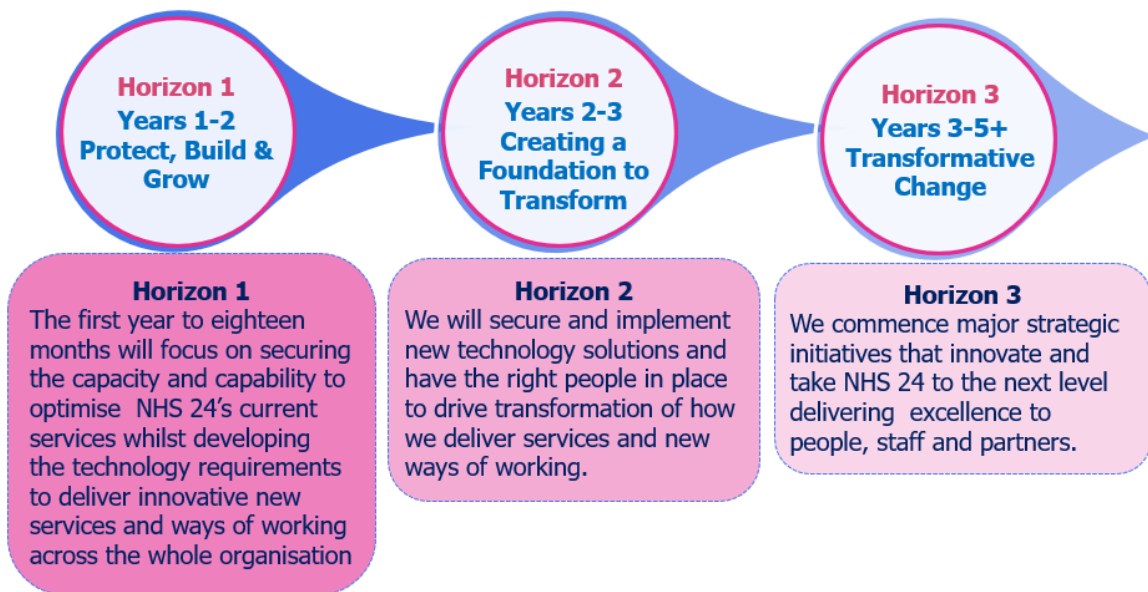 Horizon 1
Years 1-2
Protect, Build &
Grow
Horizon 2
Years 2-3
Creating a
Foundation to
Transform
Horizon 3
Years 3-5+
Transformative
Change
Horizon 1
The first year to eighteen
months will focus on securing
the capacity and capability to
optimise  NHS 24's current
services whilst developing
the technology requirements
to deliver innovative new
services and ways of working
across the whole organisation
Horizon 2
We will secure and implement
new technology solutions and
have the right people in place
to drive transformation of how
we deliver services and new
ways of working.
Horizon 3
We commence major strategic
initiatives that innovate and
take NHS 24 to the next level
delivering  excellence to
people, staff and partners.